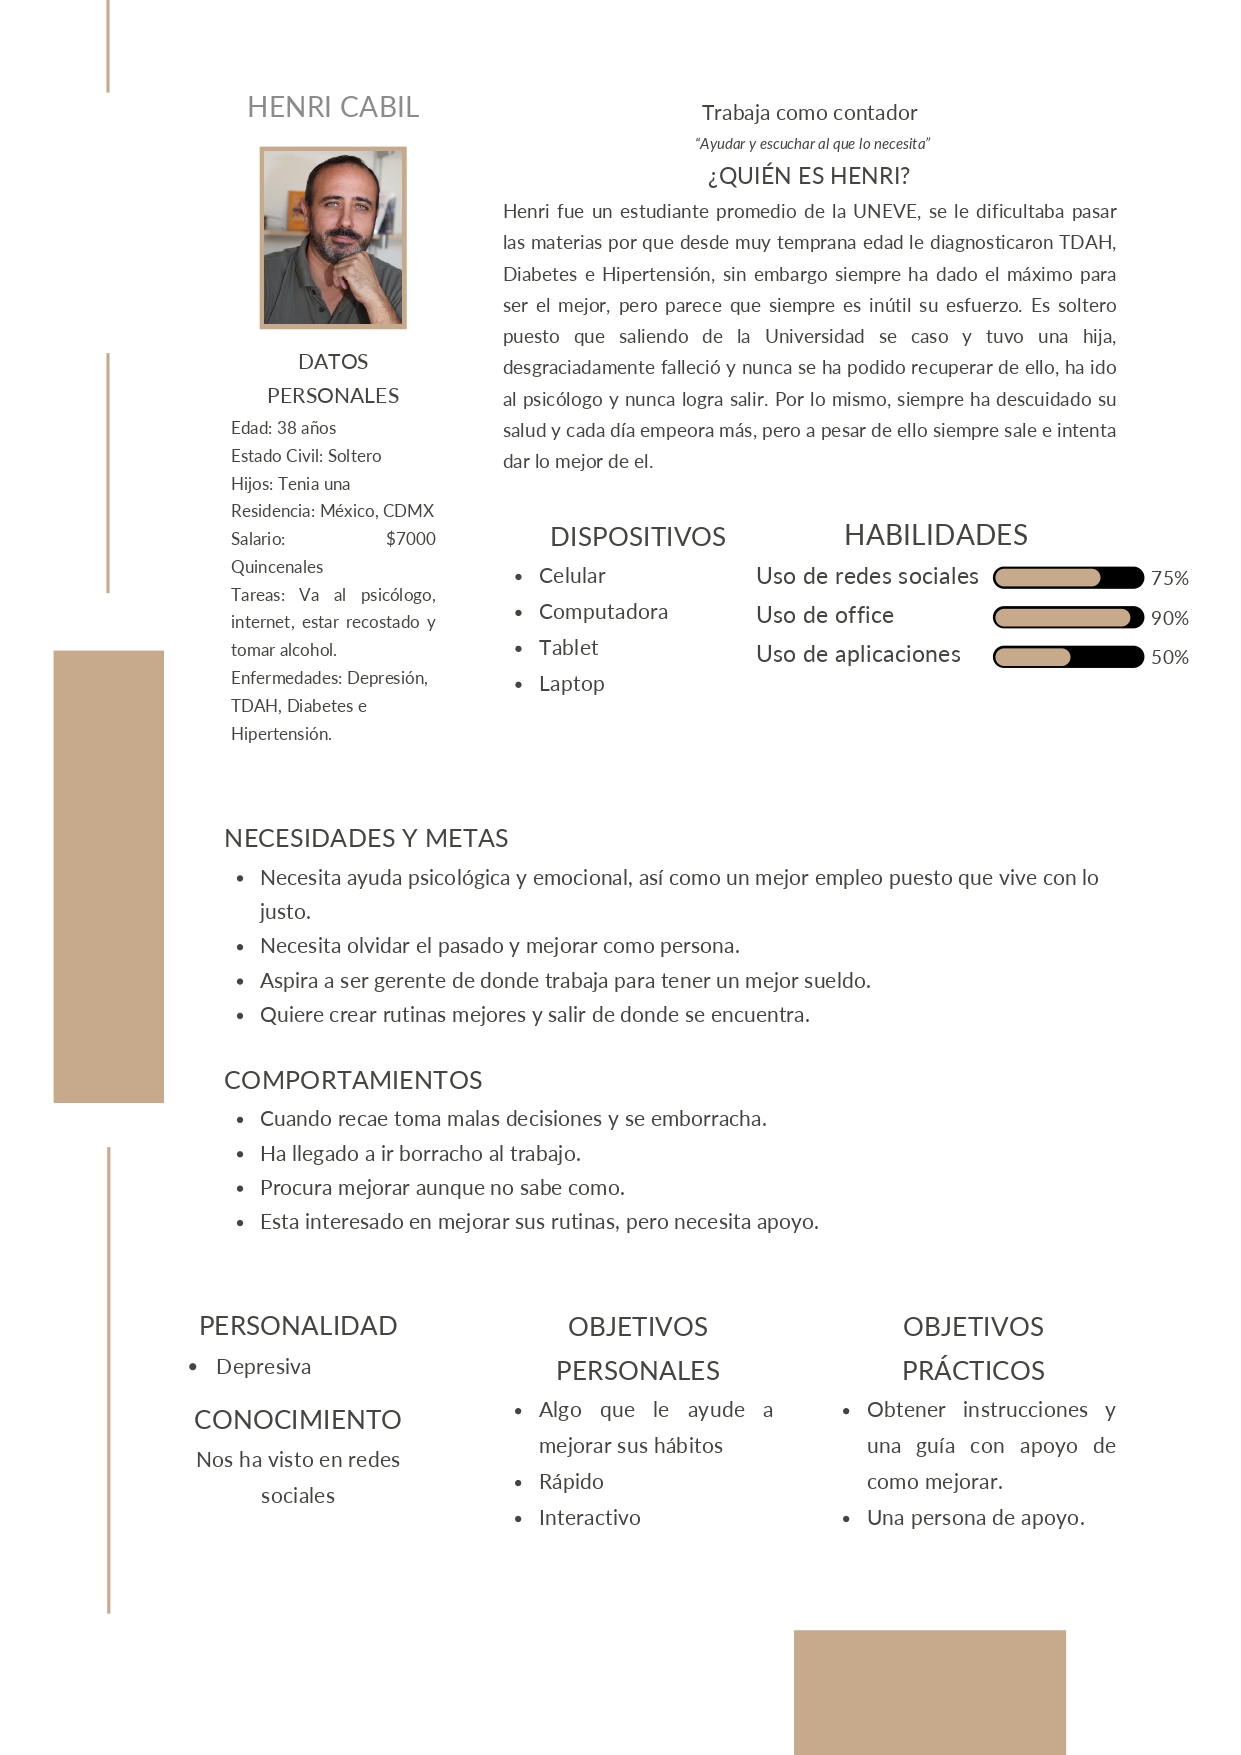 HENRI CABIL
DATOS
PERSONALES
Edad: 38 años
Estado Civil: Soltero
Hijos: Tenia una
Residencia: México, CDMX
Salario: $7000
Quincenales
Tareas: Va al psicólogo,
internet, estar recostado y
tomar alcohol.
Enfermedades: Depresión,
TDAH, Diabetes e
Hipertensión.
Trabaja como contador
“Ayudar y escuchar al que lo necesita”
¿QUIÉN ES HENRI?
Henri fue un estudiante promedio de la UNEVE, se le dificultaba pasar
las materias por que desde muy temprana edad le diagnosticaron TDAH,
Diabetes e Hipertensión, sin embargo siempre ha dado el máximo para
ser el mejor, pero parece que siempre es inútil su esfuerzo. Es soltero
puesto que saliendo de la Universidad se caso y tuvo una hija,
desgraciadamente falleció y nunca se ha podido recuperar de ello, ha ido
al psicólogo y nunca logra salir. Por lo mismo, siempre ha descuidado su
salud y cada día empeora más, pero a pesar de ello siempre sale e intenta
dar lo mejor de el.
DISPOSITIVOS
• Celular
• Computadora
• Tablet
• Laptop
HABILIDADES
Uso de redes sociales 75%
Uso de office 90%
Uso de aplicaciones 50%
NECESIDADES Y METAS
• Necesita ayuda psicológica y emocional, así como un mejor empleo puesto que vive con lo
justo.
• Necesita olvidar el pasado y mejorar como persona.
• Aspira a ser gerente de donde trabaja para tener un mejor sueldo.
• Quiere crear rutinas mejores y salir de donde se encuentra.
COMPORTAMIENTOS
• Cuando recae toma malas decisiones y se emborracha.
• Ha llegado a ir borracho al trabajo.
• Procura mejorar aunque no sabe como.
• Esta interesado en mejorar sus rutinas, pero necesita apoyo.
PERSONALIDAD
• Depresiva
CONOCIMIENTO
Nos ha visto en redes
sociales
OBJETIVOS
PERSONALES
• Algo que le ayude a
mejorar sus hábitos
• Rápido
• Interactivo
OBJETIVOS
PRÁCTICOS
• Obtener instrucciones y
una guía con apoyo de
como mejorar.
• Una persona de apoyo.